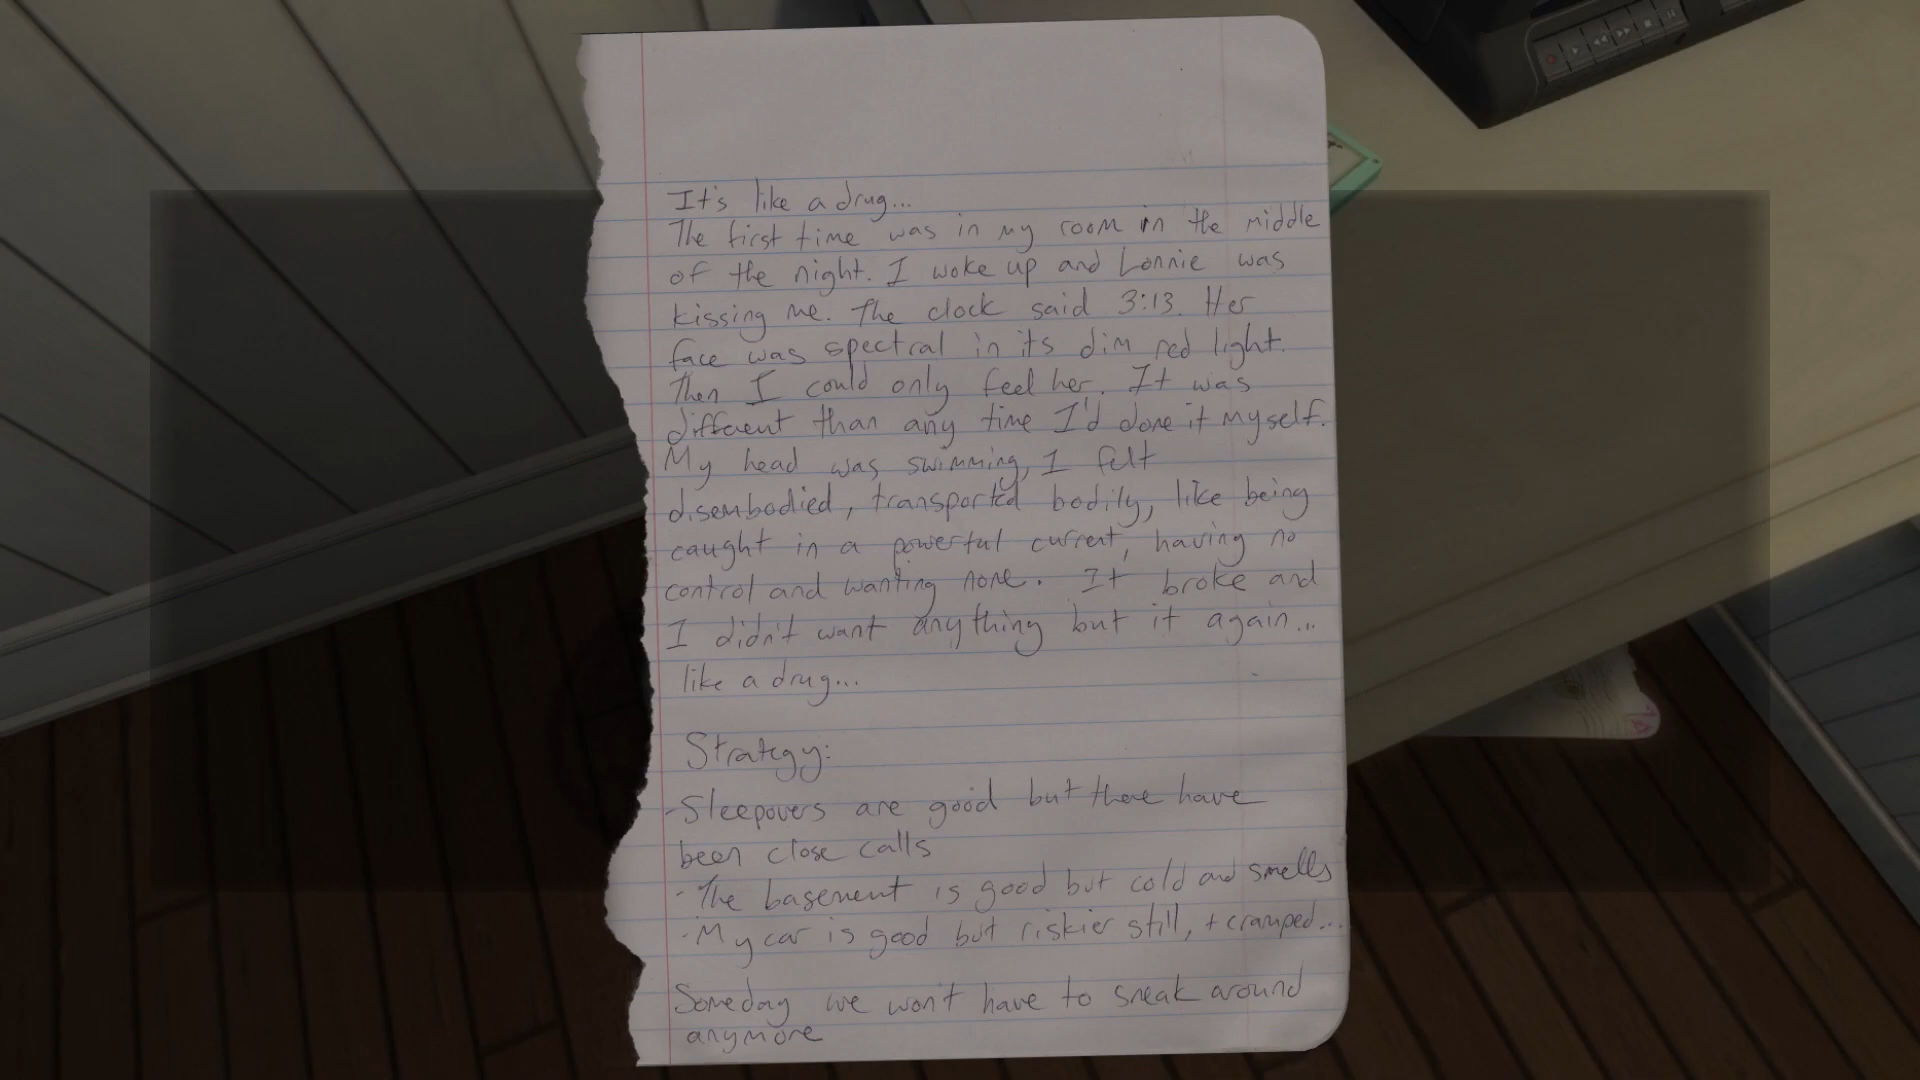 It's like a drug...
The first time was in my room in the middle
of the night. I woke up and Lonnie was
kissing me. The clock said 3:13. Her
face was spectral in its dim red light.
Then I could only feel her. It was
different than any time I'd done it myself.
My head was swimming, I felt
disembodied, transported bodily, like being
caught in a powerful current, having no
control and wanting none. It broke and
I didn't want anything but it again...
like a drug...
Strategy:
-Sleepovers are good but there have
been close calls
-The basement is good but cold and smells
-My car is good but riskier still, + cramped...
Someday we won't have to sneak around
anymore